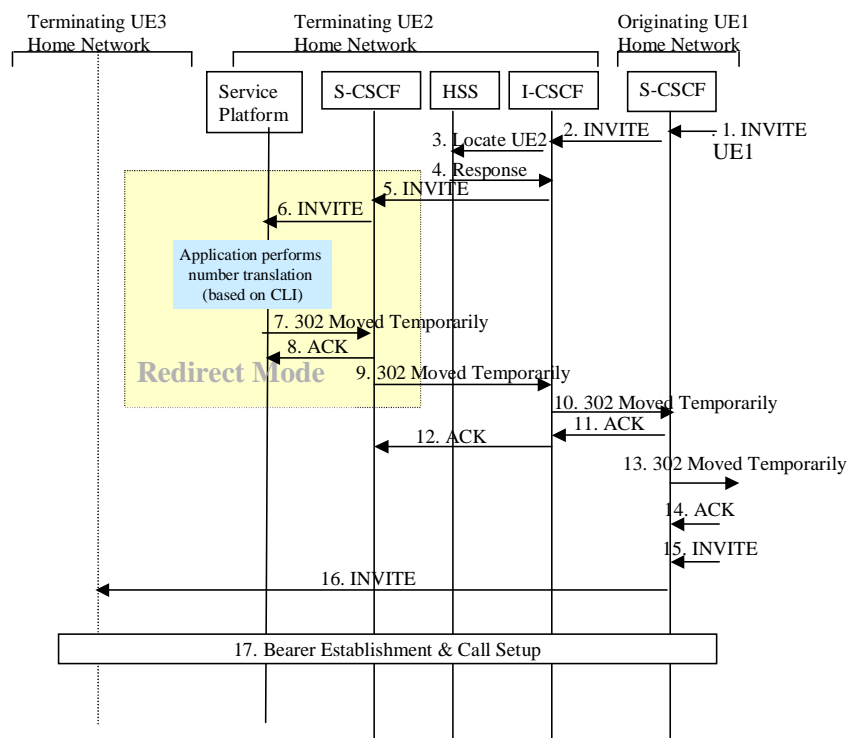 Terminating UE3
Home Network
Terminating UE2
Home Network
Originating UE1
Home Network
Service
Platform
S-CSCF
HSS
I-CSCF
S-CSCF
1. INVITE
UE1
2. INVITE
3. Locate UE2
4. Response
5. INVITE
6. INVITE
Application performs
number translation
(based on CLI)
7. 302 Moved Temporarily
8. ACK
Redirect Mode
9. 302 Moved Temporarily
10. 302 Moved Temporarily
11. ACK
12. ACK
13. 302 Moved Temporarily
14. ACK
15. INVITE
16. INVITE
17. Bearer Establishment & Call Setup